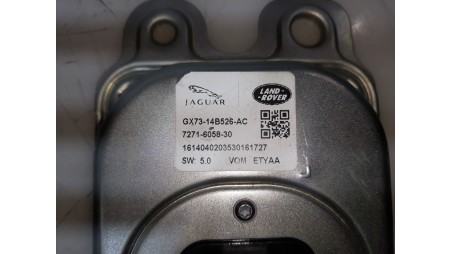 JAGUAR
LAND-
ROVER
GX73-14B526-AC
7271-6058-30
1614040203530161727
SW: 5.0 VOM ETYAA